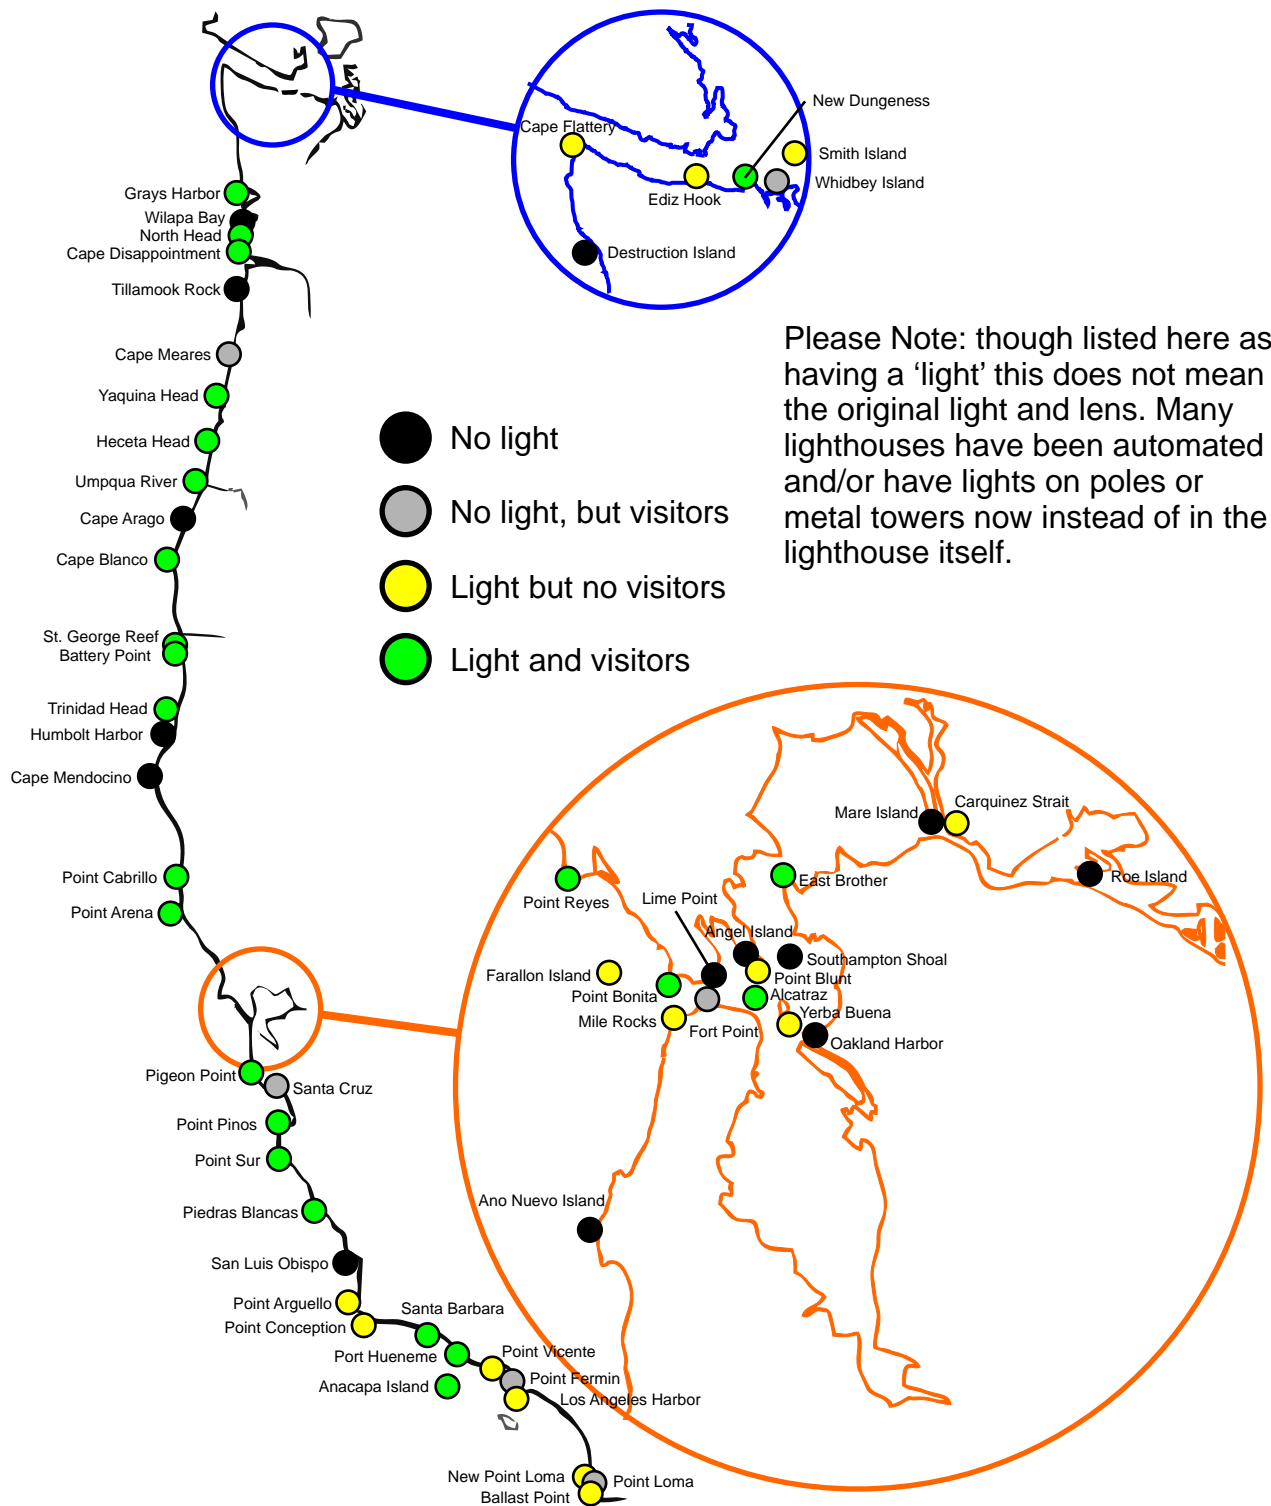 New Dungeness
Cape Flattery
Smith Island
Whidbey Island
Ediz Hook
Destruction Island
Grays Harbor
Wilapa Bay
North Head
Cape Disappointment
Tillamook Rock
Cape Meares
Yaquina Head
Heceta Head
Umpqua River
Cape Arago
Cape Blanco
St. George Reef
Battery Point
Trinidad Head
Humbolt Harbor
Cape Mendocino
Point Cabrillo
Point Arena
Please Note: though listed here as
having a ‘light’ this does not mean
the original light and lens. Many
lighthouses have been automated
and/or have lights on poles or
metal towers now instead of in the
lighthouse itself.
No light
No light, but visitors
Light but no visitors
Light and visitors
Carquinez Strait
Mare Island
Roe Island
East Brother
Point Reyes
Lime Point
Angel Island
Southampton Shoal
Farallon Island
Point Blunt
Point Bonita
Alcatraz
Mile Rocks
Yerba Buena
Fort Point
Oakland Harbor
Ano Nuevo Island
Pigeon Point
Santa Cruz
Point Pinos
Point Sur
Piedras Blancas
San Luis Obispo
Point Arguello
Point Conception
Santa Barbara
Port Hueneme
Point Vicente
Anacapa Island
Point Fermin
Los Angeles Harbor
New Point Loma
Point Loma
Ballast Point